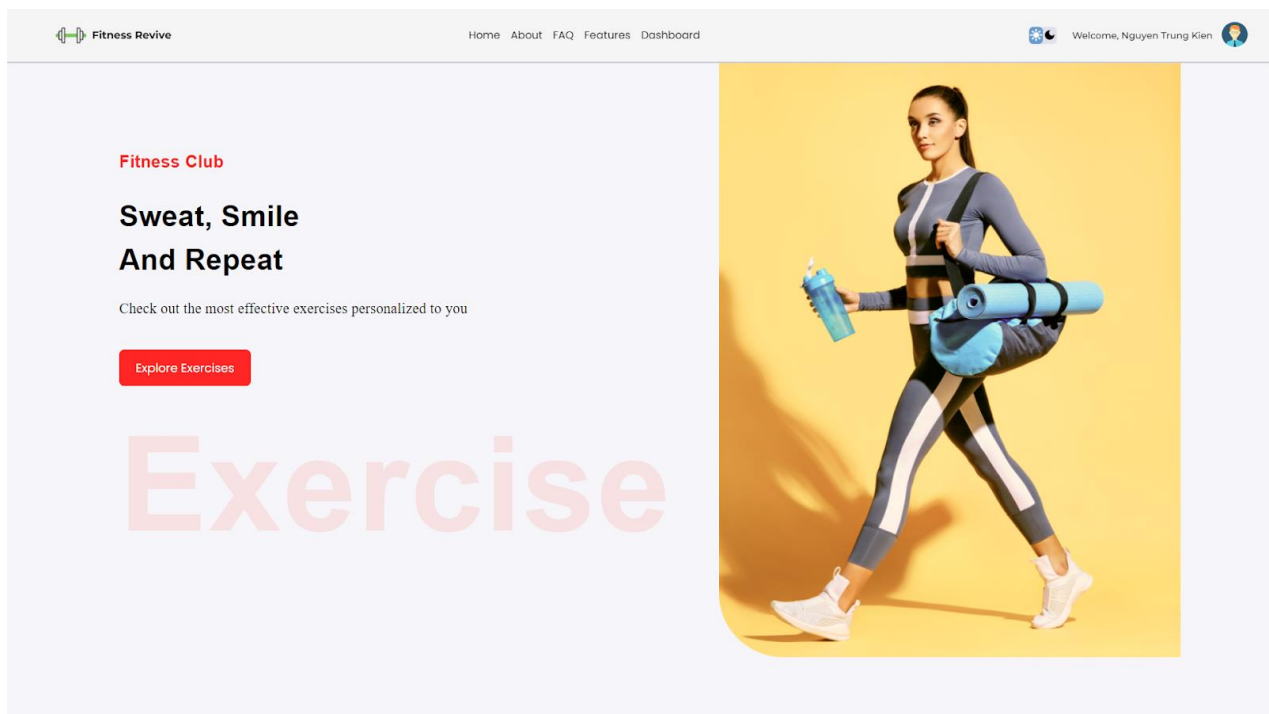 Fitness Revive
Home About FAQ Features Dashboard
Welcome, Nguyen Trung Kien
Fitness Club
Sweat, Smile
And Repeat
Check out the most effective exercises personalized to you
Explore Exercises
Exercise